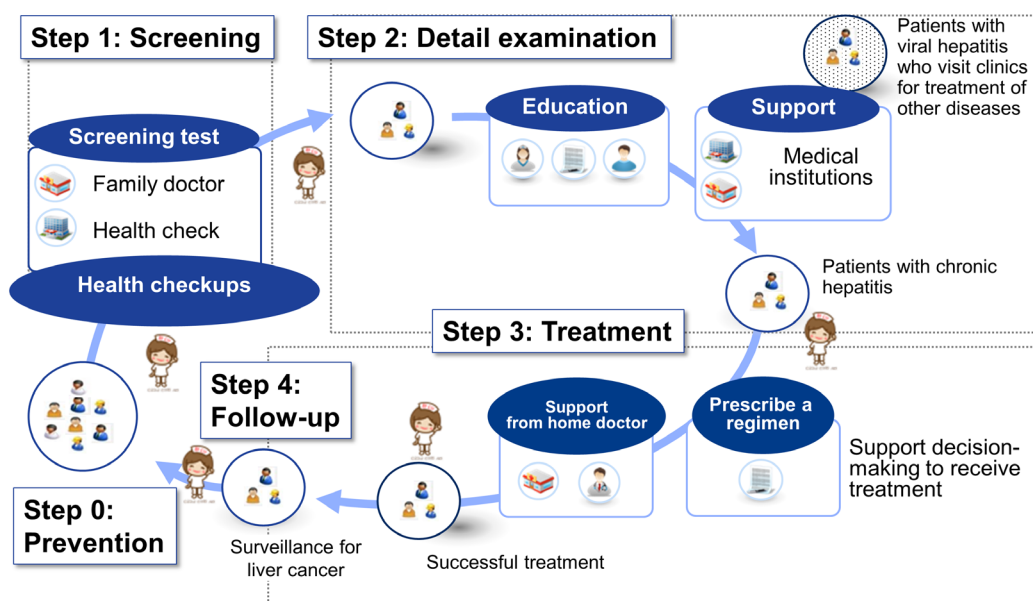 Step 1: Screening
Screening test
Family doctor
Health check
Health checkups
Step 2: Detail examination
Education
Support
Medical
institutions
Patients with
viral hepatitis
who visit clinics
for treatment of
other diseases
Patients with chronic
hepatitis
Step 3: Treatment
Prescribe a
regimen
Support decision-
making to receive
treatment
Support
from home doctor
Successful treatment
Step 4:
Follow-up
Surveillance for
liver cancer
Step 0:
Prevention